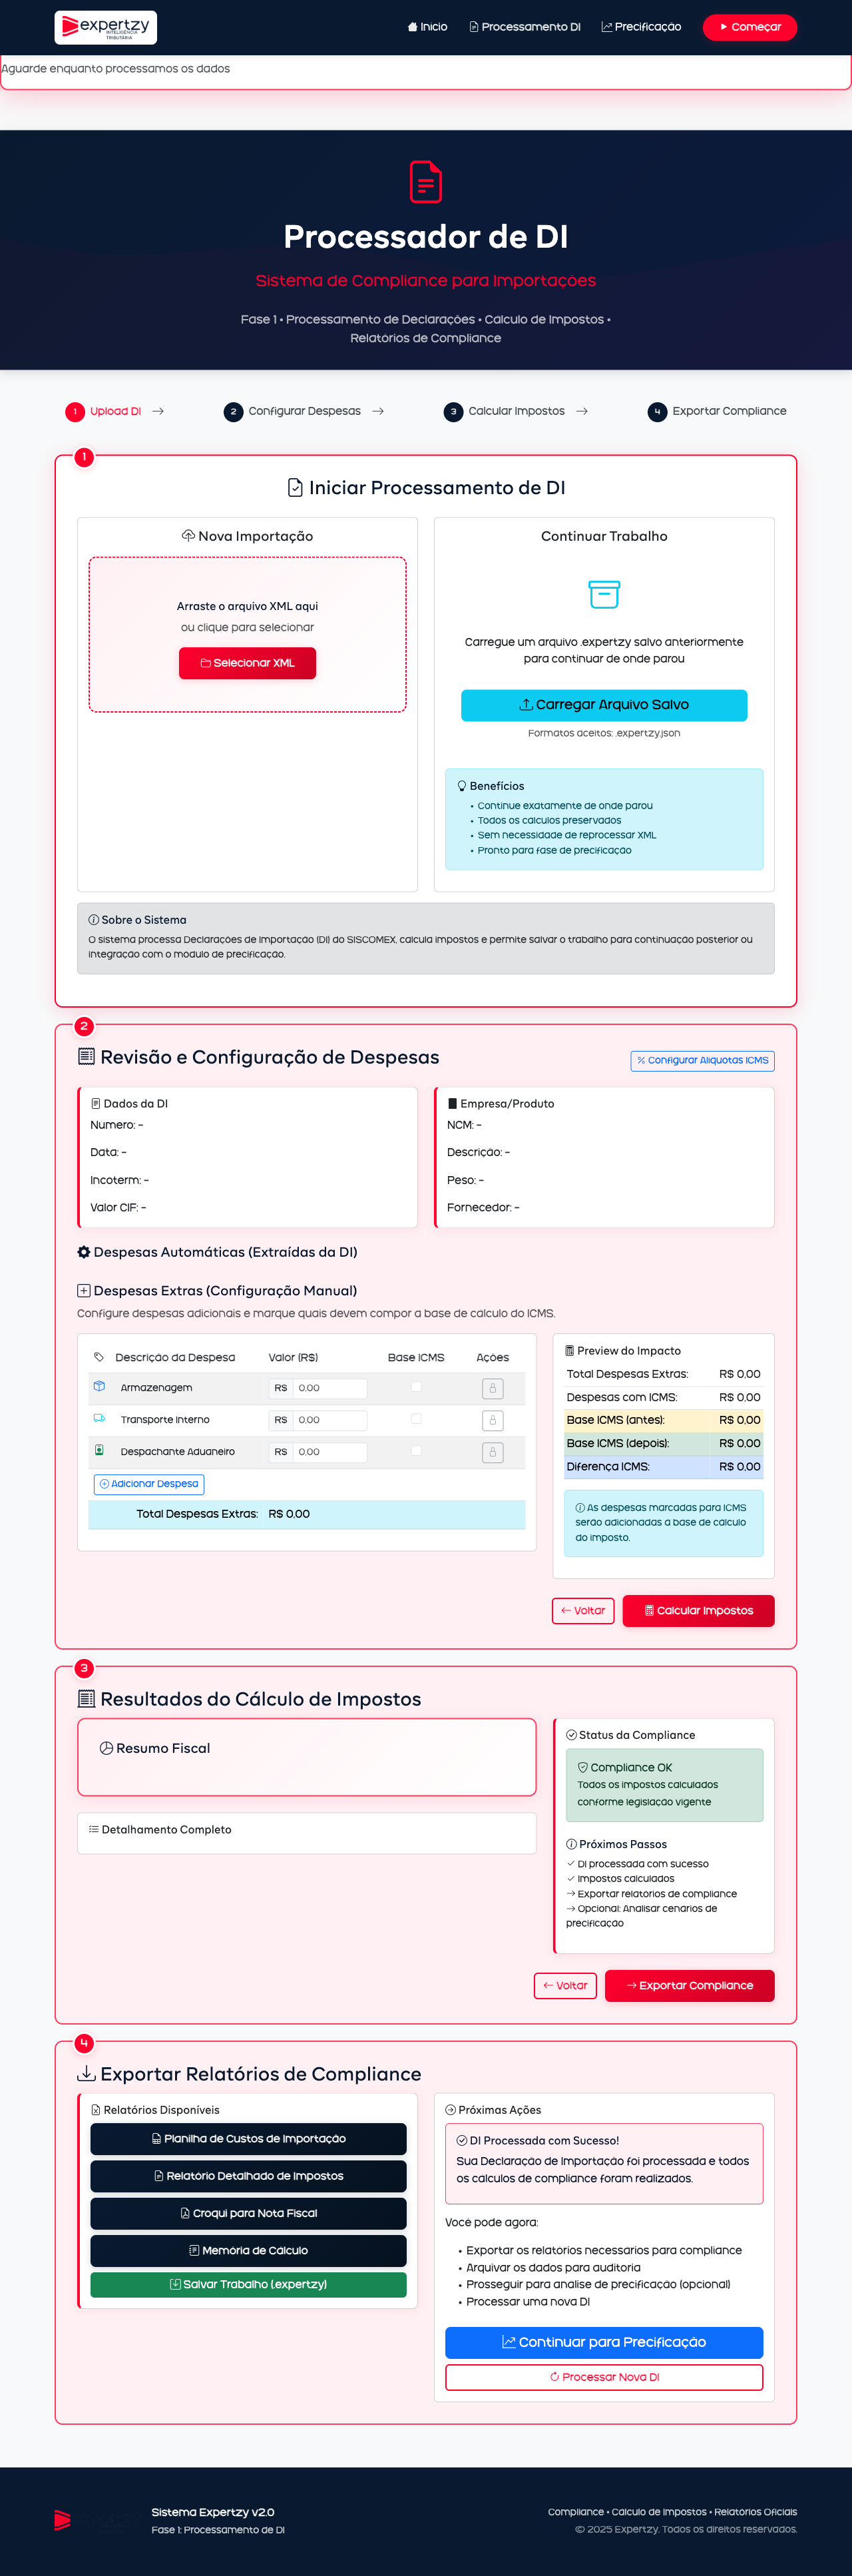 expertzy
INTELIGÊNCIA
TRIBUTÁRIA
Início
Processamento DI
Precificação
Começar
Aguarde enquanto processamos os dados
Processador de DI
Sistema de Compliance para Importações
Fase 1 • Processamento de Declarações • Cálculo de Impostos •
Relatórios de Compliance
1 Upload DI
2 Configurar Despesas
3 Calcular Impostos
4 Exportar Compliance
1
Iniciar Processamento de DI
Nova Importação
Arraste o arquivo XML aqui
ou clique para selecionar
Selecionar XML
Continuar Trabalho
Carregue um arquivo .expertzy salvo anteriormente
para continuar de onde parou
Carregar Arquivo Salvo
Formatos aceitos: .expertzy.json
Benefícios
• Continue exatamente de onde parou
• Todos os cálculos preservados
• Sem necessidade de reprocessar XML
• Pronto para fase de precificação
Sobre o Sistema
O sistema processa Declarações de Importação (DI) do SISCOMEX, calcula impostos e permite salvar o trabalho para continuação posterior ou
integração com o módulo de precificação.
2
Revisão e Configuração de Despesas
Configurar Alíquotas ICMS
Dados da DI
Número: -
Data: -
Incoterm: -
Valor CIF: -
Empresa/Produto
NCM: -
Descrição: -
Peso: -
Fornecedor: -
Despesas Automáticas (Extraídas da DI)
Despesas Extras (Configuração Manual)
Configure despesas adicionais e marque quais devem compor a base de cálculo do ICMS.
Descrição da Despesa Valor (R$) Base ICMS Ações
Armazenagem R$ 0,00
Transporte Interno R$ 0,00
Despachante Aduaneiro R$ 0,00
Adicionar Despesa
Total Despesas Extras: R$ 0,00
Preview do Impacto
Total Despesas Extras: R$ 0,00
Despesas com ICMS: R$ 0,00
Base ICMS (antes): R$ 0,00
Base ICMS (depois): R$ 0,00
Diferença ICMS: R$ 0,00
As despesas marcadas para ICMS
serão adicionadas à base de cálculo
do imposto.
Voltar
Calcular Impostos
3
Resultados do Cálculo de Impostos
Resumo Fiscal
Detalhamento Completo
Status da Compliance
Compliance OK
Todos os impostos calculados
conforme legislação vigente
Próximos Passos
DI processada com sucesso
Impostos calculados
Exportar relatórios de compliance
Opcional: Analisar cenários de
precificação
Voltar
Exportar Compliance
4
Exportar Relatórios de Compliance
Relatórios Disponíveis
Planilha de Custos de Importação
Relatório Detalhado de Impostos
Croqui para Nota Fiscal
Memória de Cálculo
Salvar Trabalho (.expertzy)
Próximas Ações
DI Processada com Sucesso!
Sua Declaração de Importação foi processada e todos
os cálculos de compliance foram realizados.
Você pode agora:
• Exportar os relatórios necessários para compliance
• Arquivar os dados para auditoria
• Prosseguir para análise de precificação (opcional)
• Processar uma nova DI
Continuar para Precificação
Processar Nova DI
Sistema Expertzy v2.0
Fase 1: Processamento de DI
Compliance • Cálculo de Impostos • Relatórios Oficiais
© 2025 Expertzy. Todos os direitos reservados.